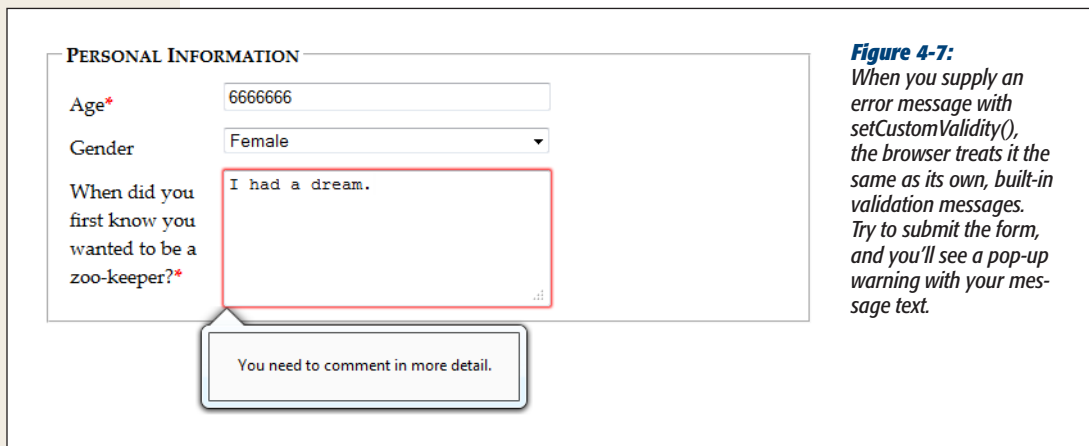 PERSONAL INFORMATION
Age*
6666666
Gender
Female
When did you
first know you
wanted to be a
zoo-keeper?*
I had a dream.
You need to comment in more detail.
Figure 4-7:
When you supply an
error message with
setCustomValidity(),
the browser treats it the
same as its own, built-in
validation messages.
Try to submit the form,
and you'll see a pop-up
warning with your mes-
sage text.